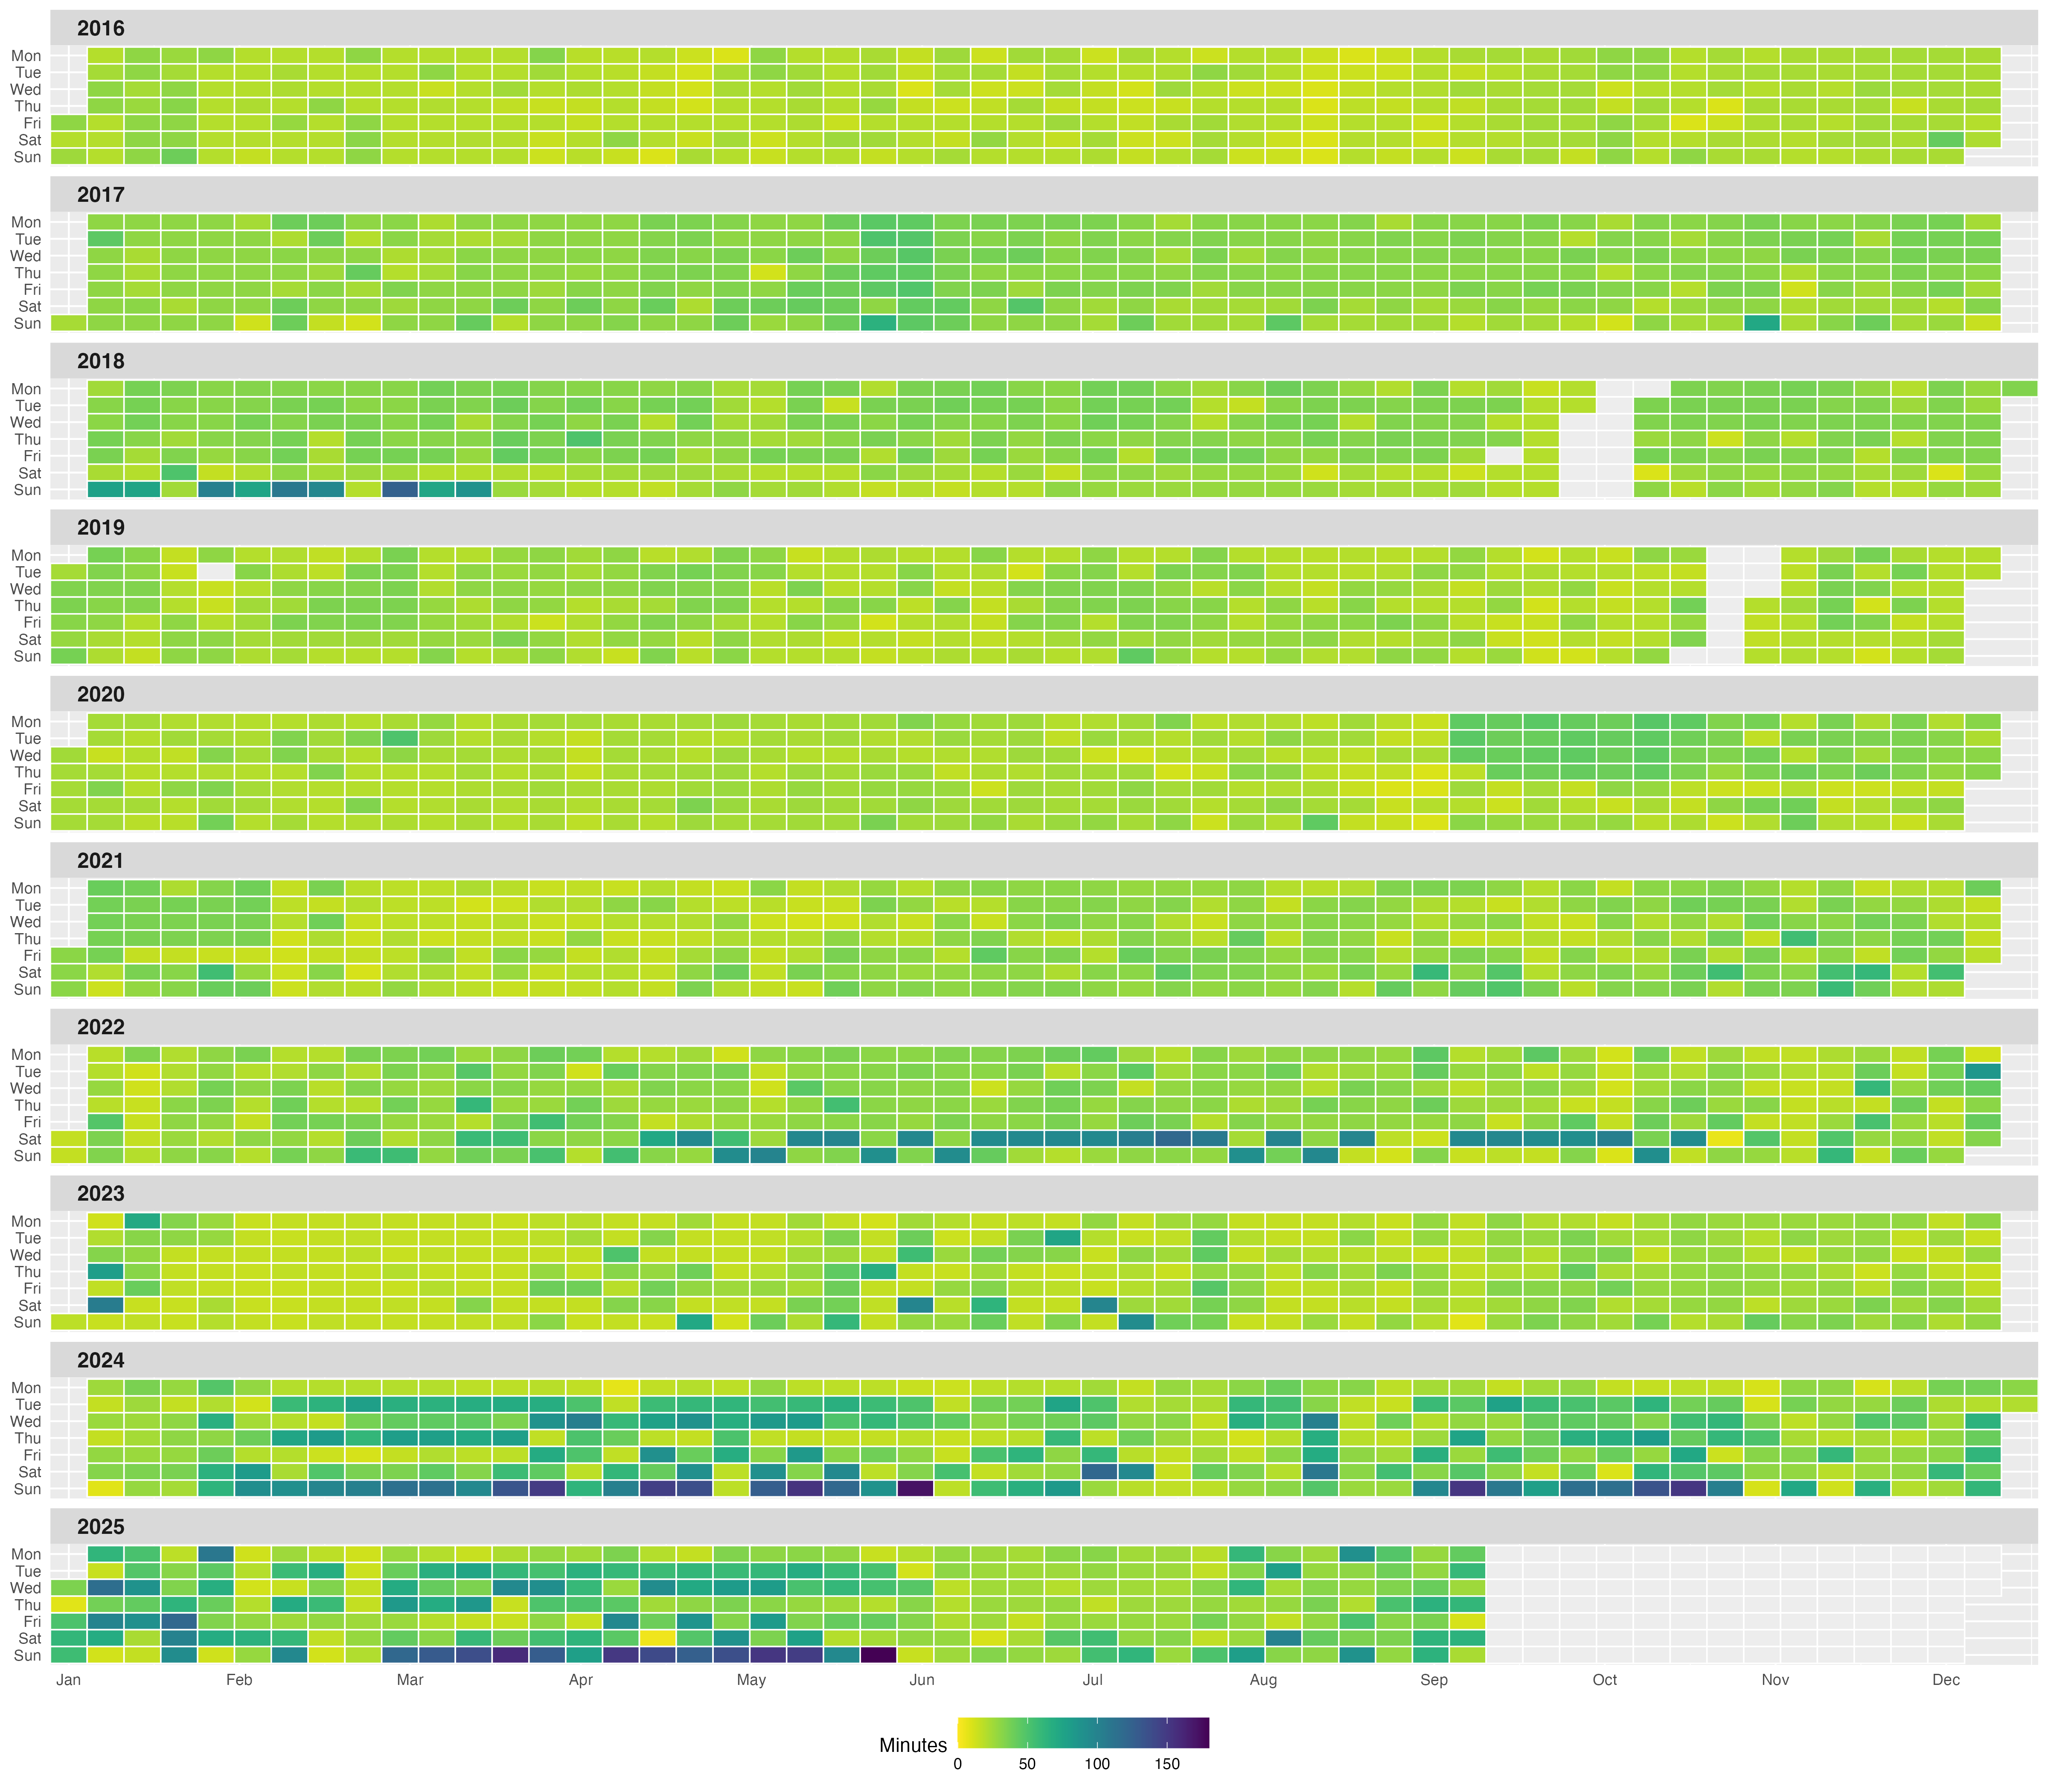 2016
Mon
Tue
Wed
Thu
Fri
Sat
Sun
2017
Mon
Tue
Wed
Thu
Fri
Sat
Sun
2018
Mon
Tue
Wed
Thu
Fri
Sat
Sun
2019
Mon
Tue
Wed
Thu
Fri
Sat
Sun
2020
Mon
Tue
Wed
Thu
Fri
Sat
Sun
2021
Mon
Tue
Wed
Thu
Fri
Sat
Sun
2022
Mon
Tue
Wed
Thu
Fri
Sat
Sun
2023
Mon
Tue
Wed
Thu
Fri
Sat
Sun
2024
Mon
Tue
Wed
Thu
Fri
Sat
Sun
2025
Mon
Tue
Wed
Thu
Fri
Sat
Sun
Jan Feb Mar Apr May Jun Jul Aug Sep Oct Nov Dec
Minutes
0 50 100 150